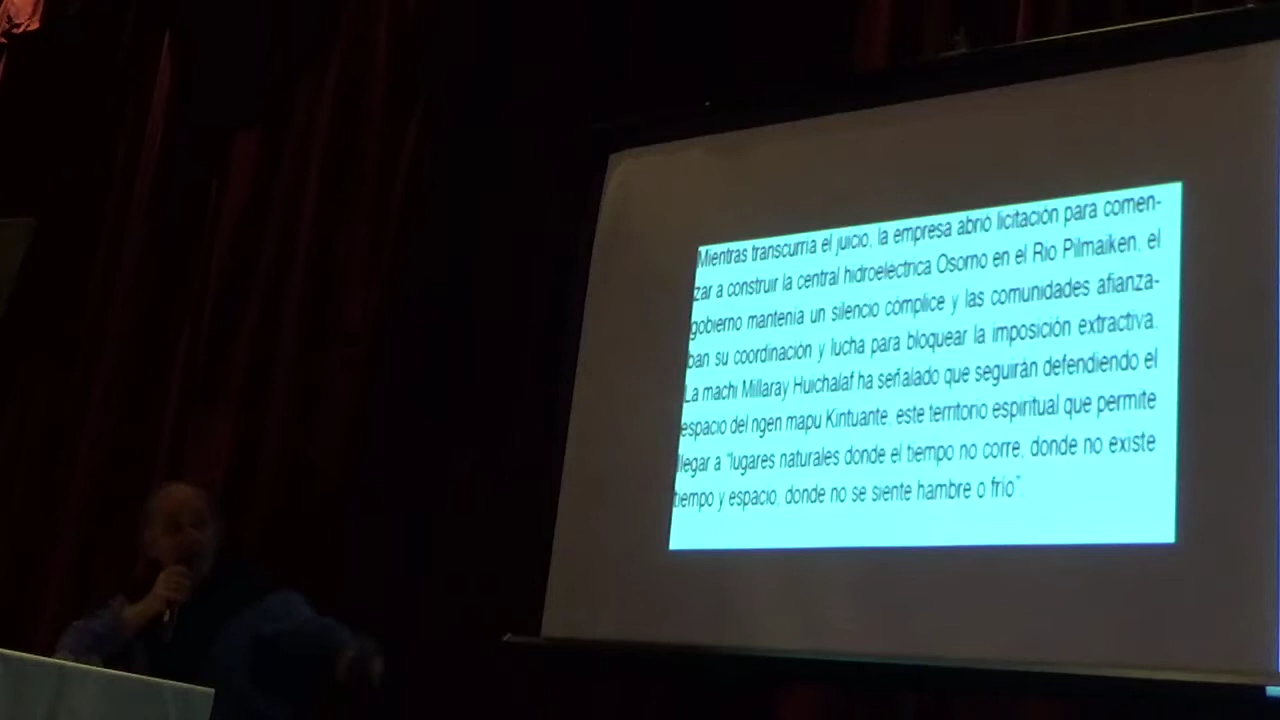 Mientras transcurría el juicio, la empresa abrió licitación para comen-
zar a construir la central hidroeléctrica Osorno en el Río Pilmaiken, el
gobierno mantenía un silencio cómplice y las comunidades afianza-
ban su coordinación y lucha para bloquear la imposición extractiva.
La machi Millaray Huichalaf ha señalado que seguirán defendiendo el
espacio del ngen mapu Kintuante, este territorio espiritual que permite
llegar a “lugares naturales donde el tiempo no corre, donde no existe
tiempo y espacio, donde no se siente hambre o frío”.